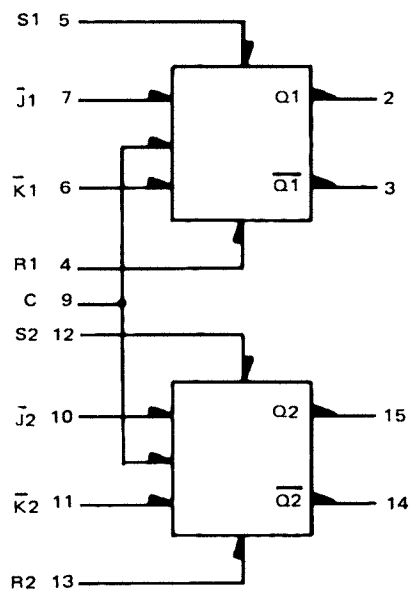 S1 5
J̄1 7 Q1 2
K̄1 6 Q̅1̅ 3
R1 4
C 9
S2 12
J̄2 10 Q2 15
K̄2 11 Q̅2̅ 14
R2 13